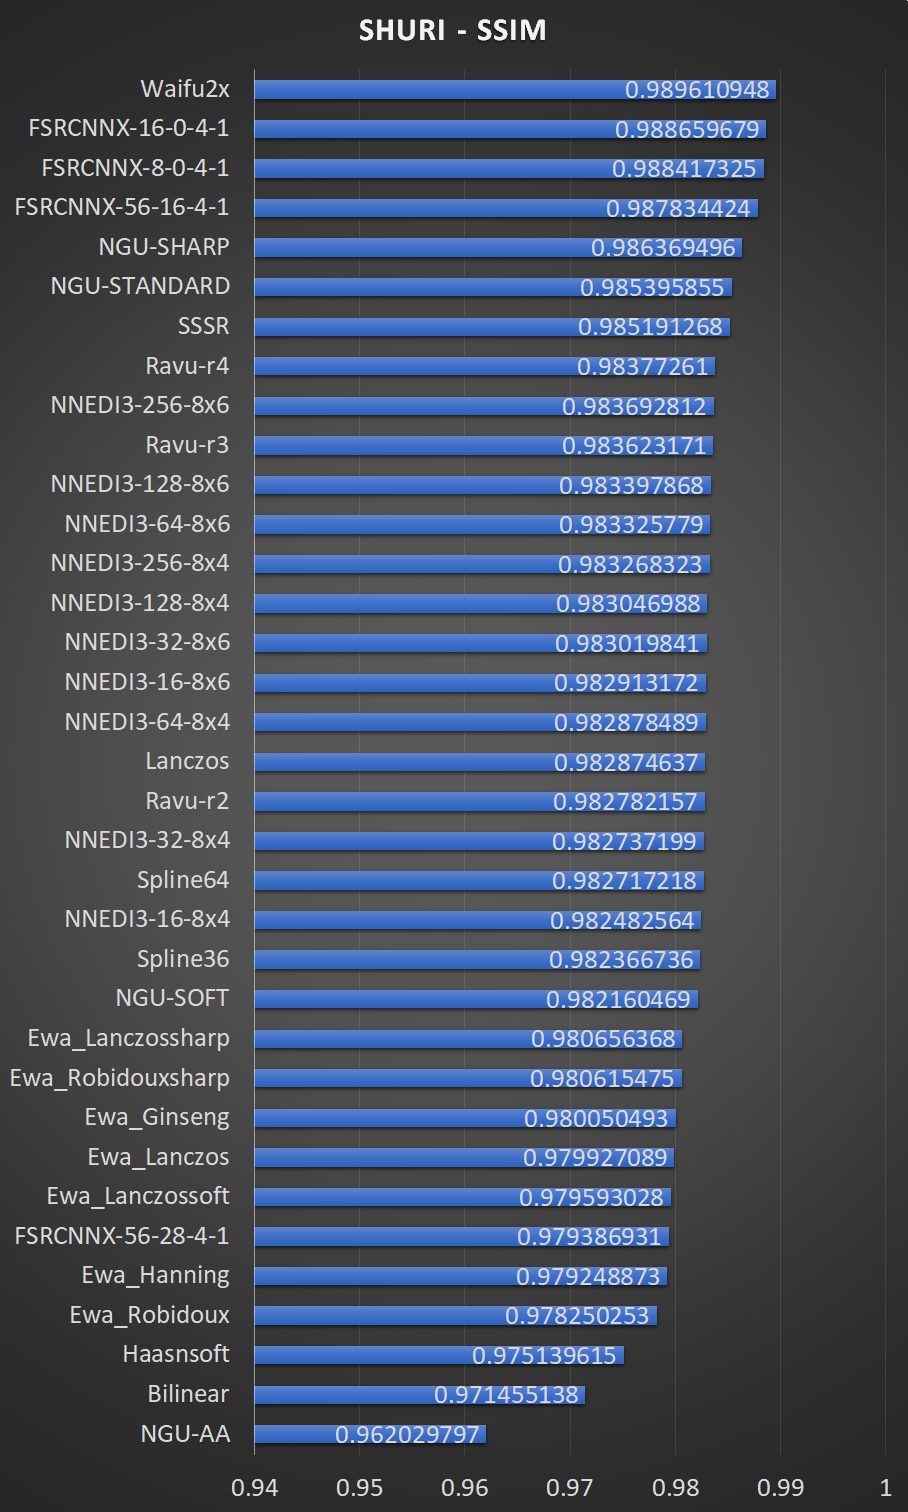 SHURI - SSIM
Waifu2x 0.989610948
FSRCNNX-16-0-4-1 0.988659679
FSRCNNX-8-0-4-1 0.988417325
FSRCNNX-56-16-4-1 0.987834424
NGU-SHARP 0.986369496
NGU-STANDARD 0.985395855
SSSR 0.985191268
Ravu-r4 0.98377261
NNEDI3-256-8x6 0.983692812
Ravu-r3 0.983623171
NNEDI3-128-8x6 0.983397868
NNEDI3-64-8x6 0.983325779
NNEDI3-256-8x4 0.983268323
NNEDI3-128-8x4 0.983046988
NNEDI3-32-8x6 0.983019841
NNEDI3-16-8x6 0.982913172
NNEDI3-64-8x4 0.982878489
Lanczos 0.982874637
Ravu-r2 0.982782157
NNEDI3-32-8x4 0.982737199
Spline64 0.982717218
NNEDI3-16-8x4 0.982482564
Spline36 0.982366736
NGU-SOFT 0.982160469
Ewa_Lanczossharp 0.980656368
Ewa_Robidouxsharp 0.980615475
Ewa_Ginseng 0.980050493
Ewa_Lanczos 0.979927089
Ewa_Lanczossoft 0.979593028
FSRCNNX-56-28-4-1 0.979386931
Ewa_Hanning 0.979248873
Ewa_Robidoux 0.978250253
Haasnsoft 0.975139615
Bilinear 0.971455138
NGU-AA 0.962029797
0.94 0.95 0.96 0.97 0.98 0.99 1